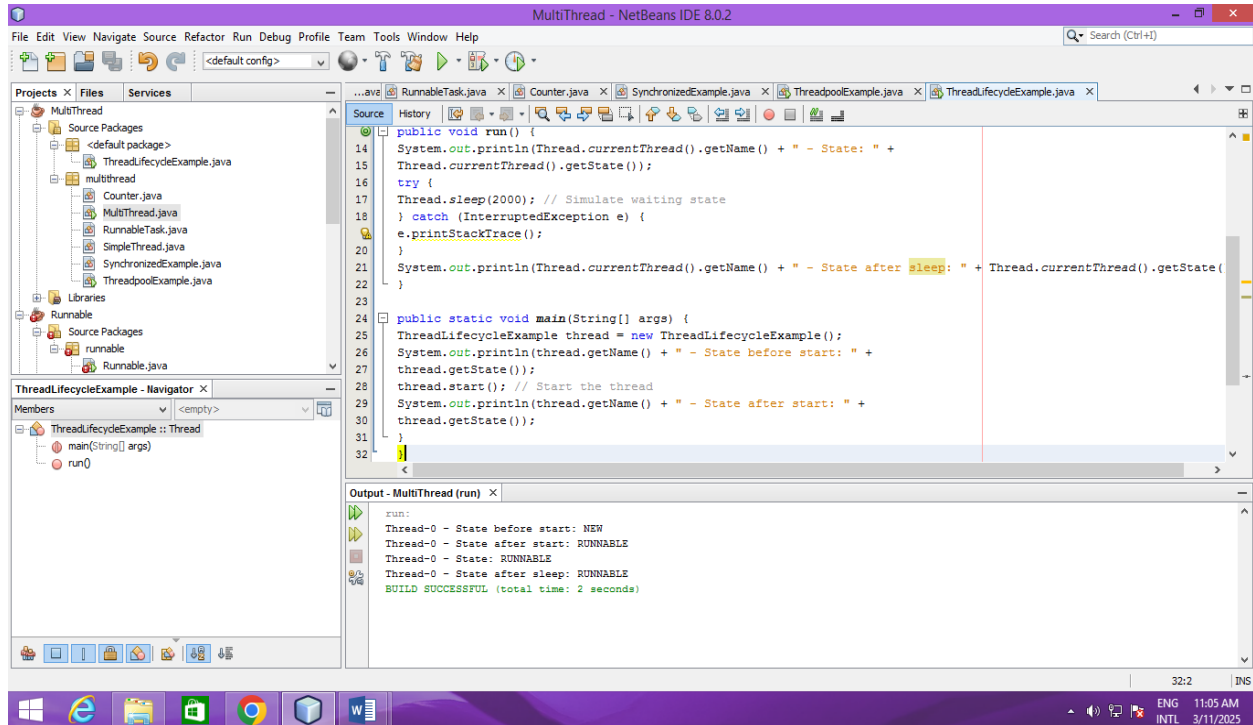 MultiThread - NetBeans IDE 8.0.2
File Edit View Navigate Source Refactor Run Debug Profile Team Tools Window Help
Search (Ctrl+I)
<default config>
Projects Files Services
MultiThread
Source Packages
<default package>
ThreadLifecycleExample.java
multithread
Counter.java
MultiThread.java
RunnableTask.java
SimpleThread.java
SynchronizedExample.java
ThreadpoolExample.java
Libraries
Runnable
Source Packages
runnable
Runnable.java
ThreadLifecycleExample - Navigator
Members <empty>
ThreadLifecycleExample :: Thread
main(String[] args)
run()
...ava RunnableTask.java Counter.java SynchronizedExample.java ThreadpoolExample.java ThreadLifecycleExample.java
Source History
public void run() {
14 System.out.println(Thread.currentThread().getName() + " - State: " +
15 Thread.currentThread().getState());
16 try {
17 Thread.sleep(2000); // Simulate waiting state
18 } catch (InterruptedException e) {
e.printStackTrace();
20 }
21 System.out.println(Thread.currentThread().getName() + " - State after sleep: " + Thread.currentThread().getState(
22 }
23
24 public static void main(String[] args) {
25 ThreadLifecycleExample thread = new ThreadLifecycleExample();
26 System.out.println(thread.getName() + " - State before start: " +
27 thread.getState());
28 thread.start(); // Start the thread
29 System.out.println(thread.getName() + " - State after start: " +
30 thread.getState());
31 }
32 }
Output - MultiThread (run)
run:
Thread-0 - State before start: NEW
Thread-0 - State after start: RUNNABLE
Thread-0 - State: RUNNABLE
Thread-0 - State after sleep: RUNNABLE
BUILD SUCCESSFUL (total time: 2 seconds)
32:2 INS
ENG 11:05 AM
INTL 3/11/2025